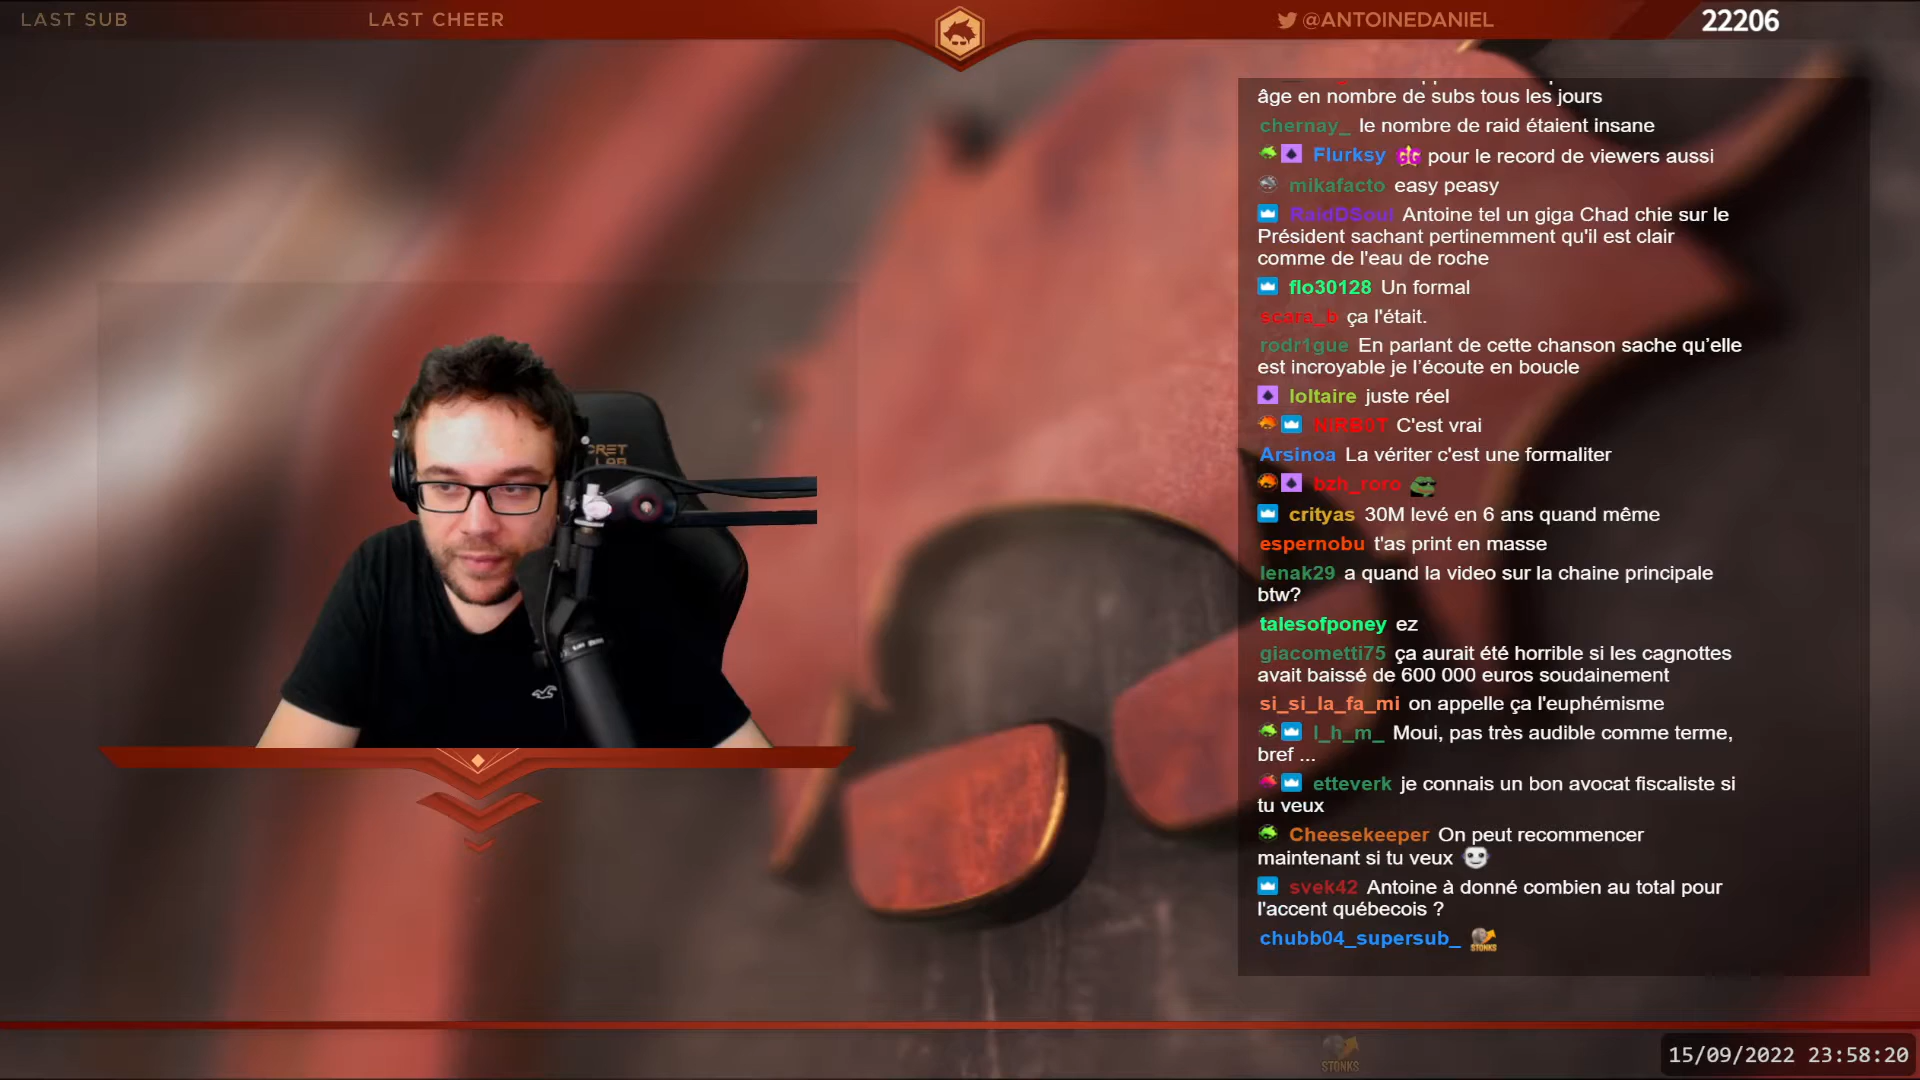 LAST SUB
LAST CHEER
@ANTOINEDANIEL
22206
âge en nombre de subs tous les jours
chernay_ le nombre de raid étaient insane
Flurksy GG pour le record de viewers aussi
mikafacto easy peasy
RaidDSoul Antoine tel un giga Chad chie sur le
Président sachant pertinemment qu'il est clair
comme de l'eau de roche
flo30128 Un formal
scara_b ça l'était.
rodr1gue En parlant de cette chanson sache qu’elle
est incroyable je l’écoute en boucle
loltaire juste réel
NIRB0T C'est vrai
Arsinoa La vériter c'est une formaliter
bzh_roro
crityas 30M levé en 6 ans quand même
espernobu t'as print en masse
lenak29 a quand la video sur la chaine principale
btw?
talesofponey ez
giacometti75 ça aurait été horrible si les cagnottes
avait baissé de 600 000 euros soudainement
si_si_la_fa_mi on appelle ça l'euphémisme
l_h_m_ Moui, pas très audible comme terme,
bref ...
etteverk je connais un bon avocat fiscaliste si
tu veux
Cheesekeeper On peut recommencer
maintenant si tu veux
svek42 Antoine à donné combien au total pour
l'accent québecois ?
chubb04_supersub_ STONKS
STONKS
15/09/2022 23:58:20